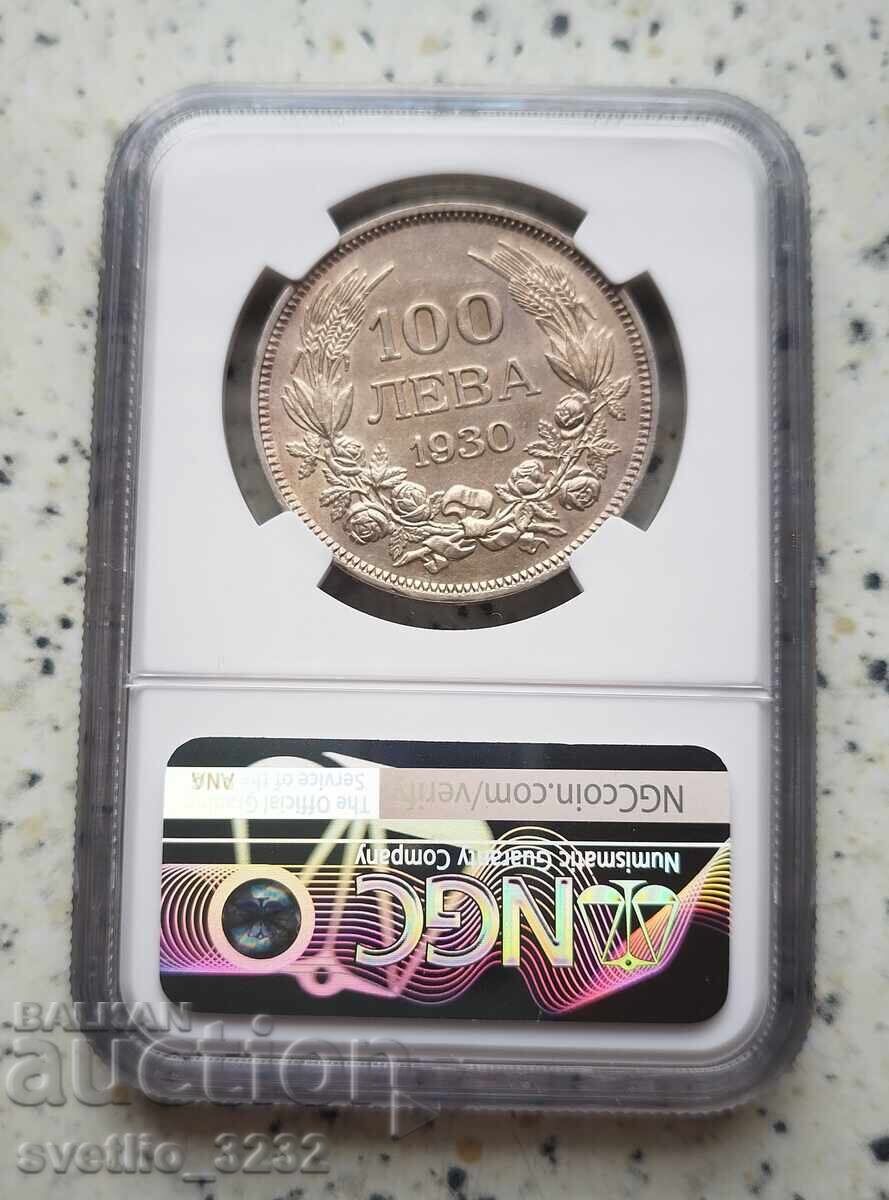 100
ЛЕВА
1930
NGCcoin.com/verify
The Official Grading
Service of the ANA
NGC
Numismatic Guaranty Company
BALKAN
auction
svetlio_3232